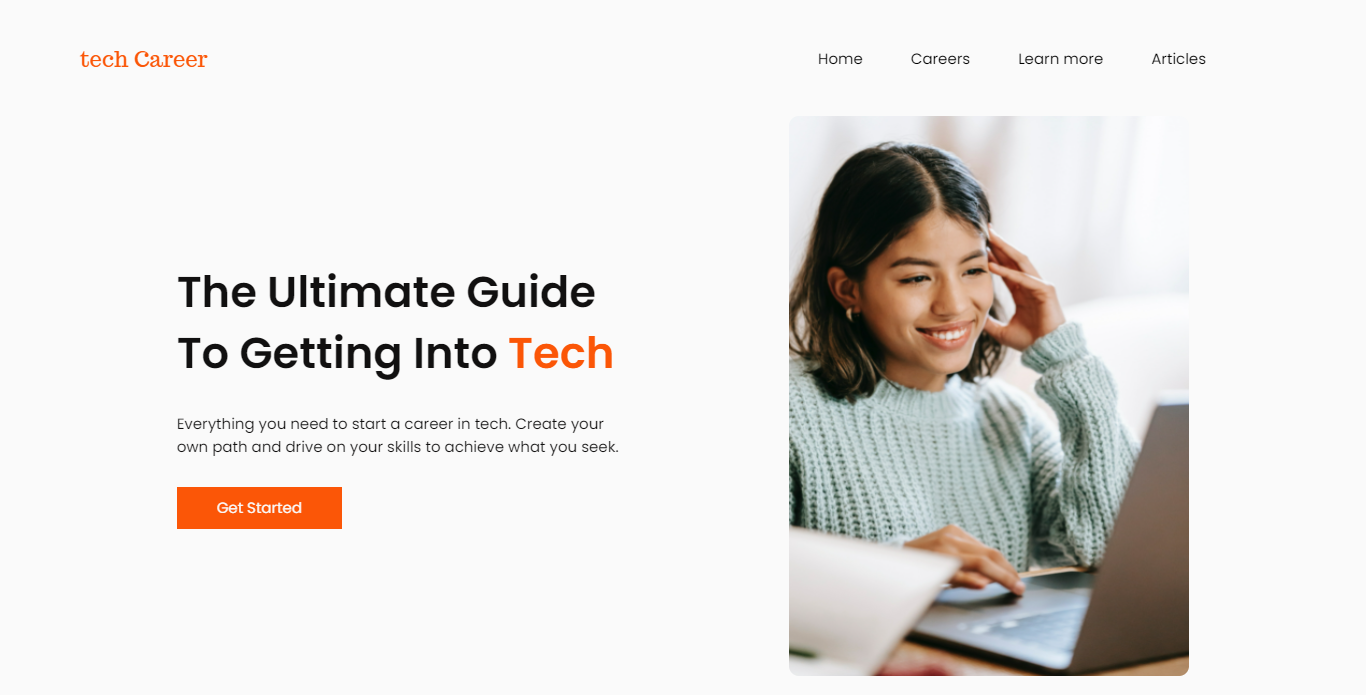 tech Career
Home Careers Learn more Articles
The Ultimate Guide
To Getting Into Tech
Everything you need to start a career in tech. Create your
own path and drive on your skills to achieve what you seek.
Get Started